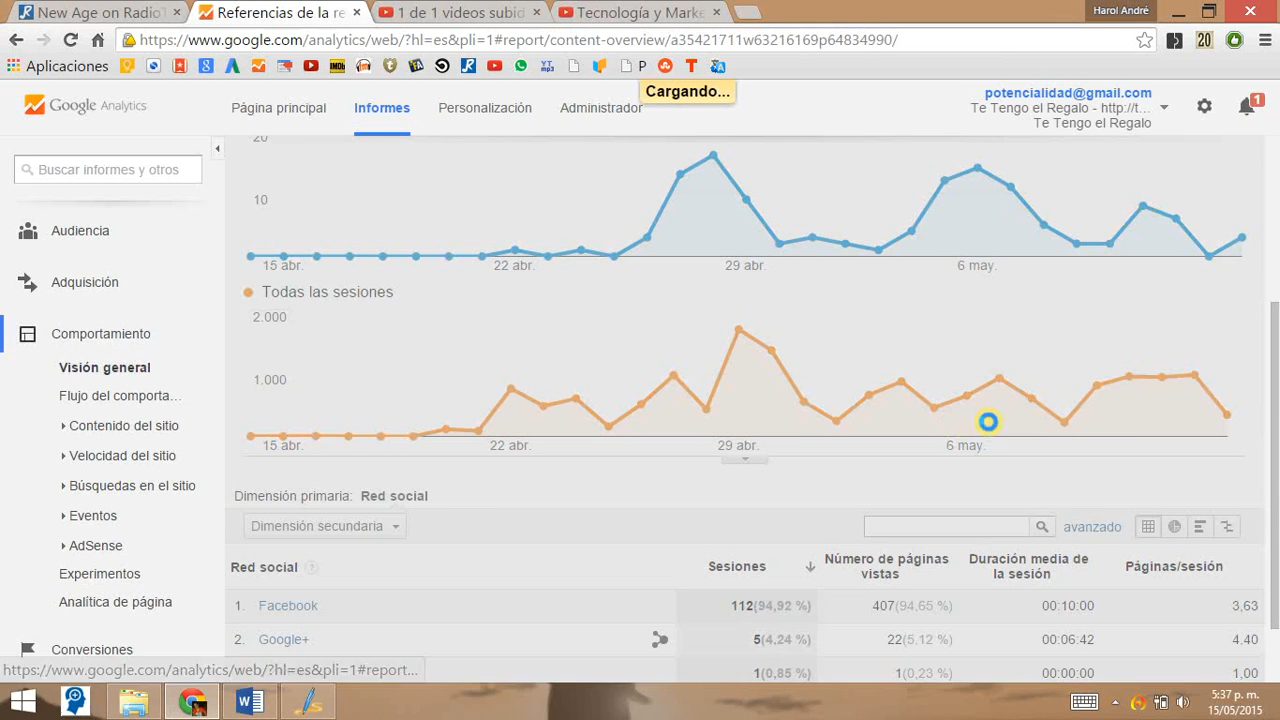 New Age on RadioT
Referencias de la re
1 de 1 videos subid
Tecnología y Marke
Harol André
https://www.google.com/analytics/web/?hl=es&pli=1#report/content-overview/a35421711w63216169p64834990/
20
Aplicaciones
P
Cargando...
Google Analytics
Página principal
Informes
Personalización
Administrador
potencialidad@gmail.com
Te Tengo el Regalo - http://t...
Te Tengo el Regalo
1
Buscar informes y otros
Audiencia
Adquisición
Comportamiento
Visión general
Flujo del comporta...
Contenido del sitio
Velocidad del sitio
Búsquedas en el sitio
Eventos
AdSense
Experimentos
Analítica de página
Conversiones
20
10
15 abr.
22 abr.
29 abr.
6 may.
Todas las sesiones
2.000
1.000
15 abr.
22 abr.
29 abr.
6 may.
Dimensión primaria: Red social
Dimensión secundaria
avanzado
Red social
Sesiones
Número de páginas vistas
Duración media de la sesión
Páginas/sesión
1. Facebook 112(94,92 %) 407(94,65 %) 00:10:00 3,63
2. Google+ 5(4,24 %) 22(5,12 %) 00:06:42 4,40
1(0,85 %) 1(0,23 %) 00:00:00 1,00
https://www.google.com/analytics/web/?hl=es&pli=1#report...
5:37 p. m.
15/05/2015